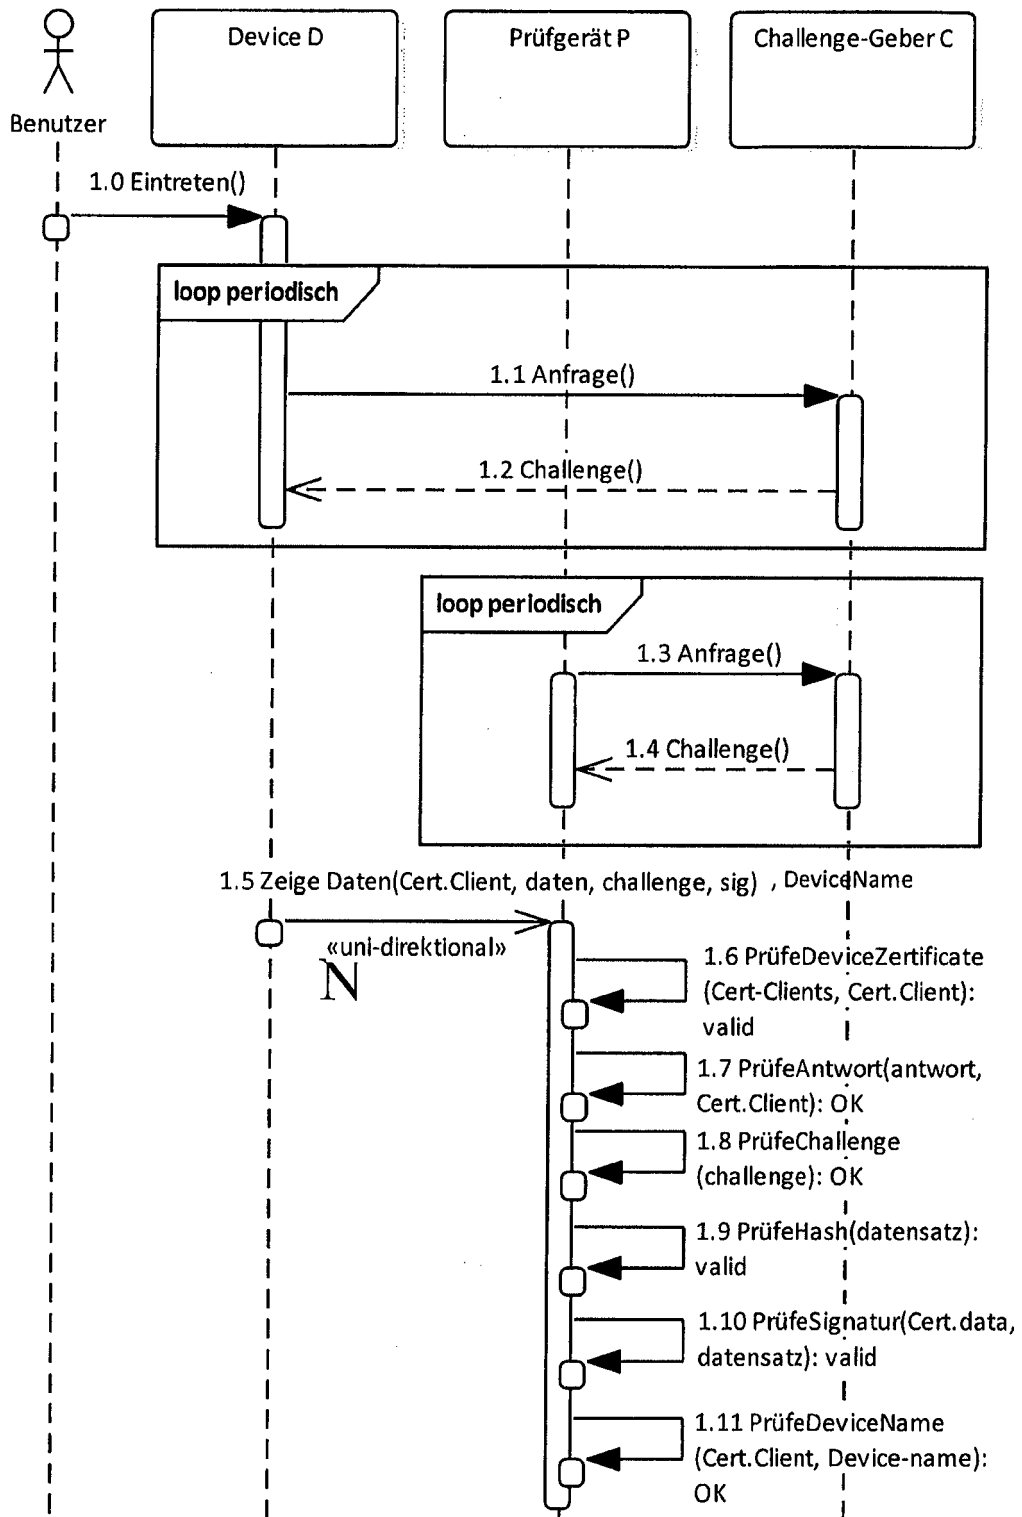 Device D
Prüfgerät P
Challenge-Geber C
Benutzer
1.0 Eintreten()
loop periodisch
1.1 Anfrage()
1.2 Challenge()
loop periodisch
1.3 Anfrage()
1.4 Challenge()
1.5 Zeige Daten(Cert.Client, daten, challenge, sig) , DeviceName
«uni-direktional»
N
1.6 PrüfeDeviceZertificate
(Cert-Clients, Cert.Client):
valid
1.7 PrüfeAntwort(antwort,
Cert.Client): OK
1.8 PrüfeChallenge
(challenge): OK
1.9 PrüfeHash(datensatz):
valid
1.10 PrüfeSignatur(Cert.data,
datensatz): valid
1.11 PrüfeDeviceName
(Cert.Client, Device-name):
OK